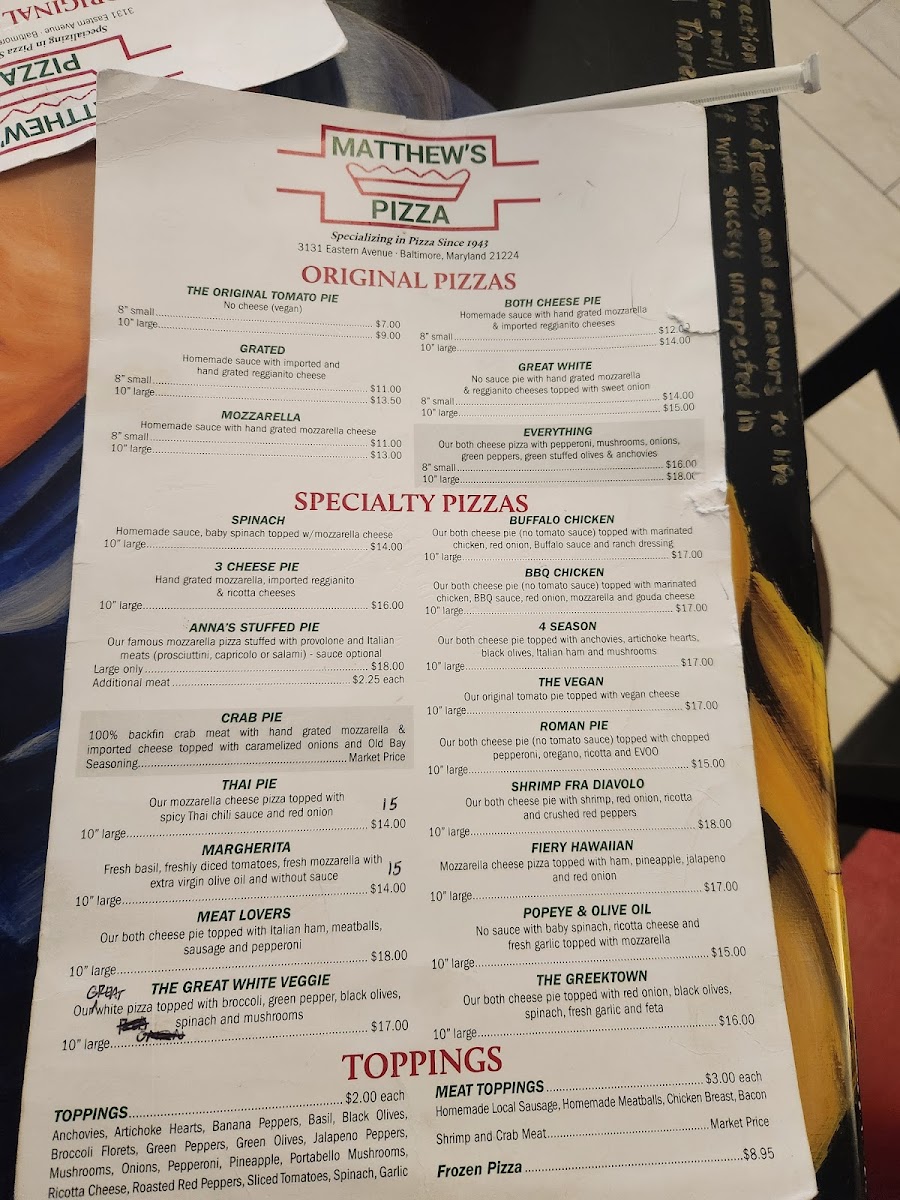 ORIGINAL
3131 Eastern Avenue · Baltimore
Specializing in Pizza S
PIZZA
MATTHEW'S
PIZZA
Specializing in Pizza Since 1943
3131 Eastern Avenue · Baltimore, Maryland 21224
ORIGINAL PIZZAS
THE ORIGINAL TOMATO PIE
No cheese (vegan)
8" small $7.00
10" large $9.00
GRATED
Homemade sauce with imported and
hand grated reggianito cheese
8" small $11.00
10" large $13.50
MOZZARELLA
Homemade sauce with hand grated mozzarella cheese
8" small $11.00
10" large $13.00
BOTH CHEESE PIE
Homemade sauce with hand grated mozzarella
& imported reggianito cheeses
8" small $12.00
10" large $14.00
GREAT WHITE
No sauce pie with hand grated mozzarella
& reggianito cheeses topped with sweet onion
8" small $14.00
10" large $15.00
EVERYTHING
Our both cheese pizza with pepperoni, mushrooms, onions,
green peppers, green stuffed olives & anchovies
8" small $16.00
10" large $18.00
SPECIALTY PIZZAS
SPINACH
Homemade sauce, baby spinach topped w/mozzarella cheese
10" large $14.00
3 CHEESE PIE
Hand grated mozzarella, imported reggianito
& ricotta cheeses
10" large $16.00
ANNA'S STUFFED PIE
Our famous mozzarella pizza stuffed with provolone and Italian
meats (prosciuttini, capricolo or salami) - sauce optional
Large only $18.00
Additional meat $2.25 each
CRAB PIE
100% backfin crab meat with hand grated mozzarella &
imported cheese topped with caramelized onions and Old Bay
Seasoning Market Price
THAI PIE
Our mozzarella cheese pizza topped with
spicy Thai chili sauce and red onion
15
10" large $14.00
MARGHERITA
Fresh basil, freshly diced tomatoes, fresh mozzarella with
extra virgin olive oil and without sauce
15
10" large $14.00
MEAT LOVERS
Our both cheese pie topped with Italian ham, meatballs,
sausage and pepperoni
10" large $18.00
THE GREAT WHITE VEGGIE
GREAT
Our white pizza topped with broccoli, green pepper, black olives,
spinach and mushrooms
10" large $17.00
BUFFALO CHICKEN
Our both cheese pie (no tomato sauce) topped with marinated
chicken, red onion, Buffalo sauce and ranch dressing
10" large $17.00
BBQ CHICKEN
Our both cheese pie (no tomato sauce) topped with marinated
chicken, BBQ sauce, red onion, mozzarella and gouda cheese
10" large $17.00
4 SEASON
Our both cheese pie topped with anchovies, artichoke hearts,
black olives, Italian ham and mushrooms
10" large $17.00
THE VEGAN
Our original tomato pie topped with vegan cheese
10" large $17.00
ROMAN PIE
Our both cheese pie (no tomato sauce) topped with chopped
pepperoni, oregano, ricotta and EVOO
10" large $15.00
SHRIMP FRA DIAVOLO
Our both cheese pie with shrimp, red onion, ricotta
and crushed red peppers
10" large $18.00
FIERY HAWAIIAN
Mozzarella cheese pizza topped with ham, pineapple, jalapeno
and red onion
10" large $17.00
POPEYE & OLIVE OIL
No sauce with baby spinach, ricotta cheese and
fresh garlic topped with mozzarella
10" large $15.00
THE GREEKTOWN
Our both cheese pie topped with red onion, black olives,
spinach, fresh garlic and feta
10" large $16.00
TOPPINGS
TOPPINGS $2.00 each
Anchovies, Artichoke Hearts, Banana Peppers, Basil, Black Olives,
Broccoli Florets, Green Peppers, Green Olives, Jalapeno Peppers,
Mushrooms, Onions, Pepperoni, Pineapple, Portabello Mushrooms,
Ricotta Cheese, Roasted Red Peppers, Sliced Tomatoes, Spinach, Garlic
MEAT TOPPINGS $3.00 each
Homemade Local Sausage, Homemade Meatballs, Chicken Breast, Bacon
Shrimp and Crab Meat Market Price
Frozen Pizza $8.95
his dreams, and endeavors to life
with success unexpected in